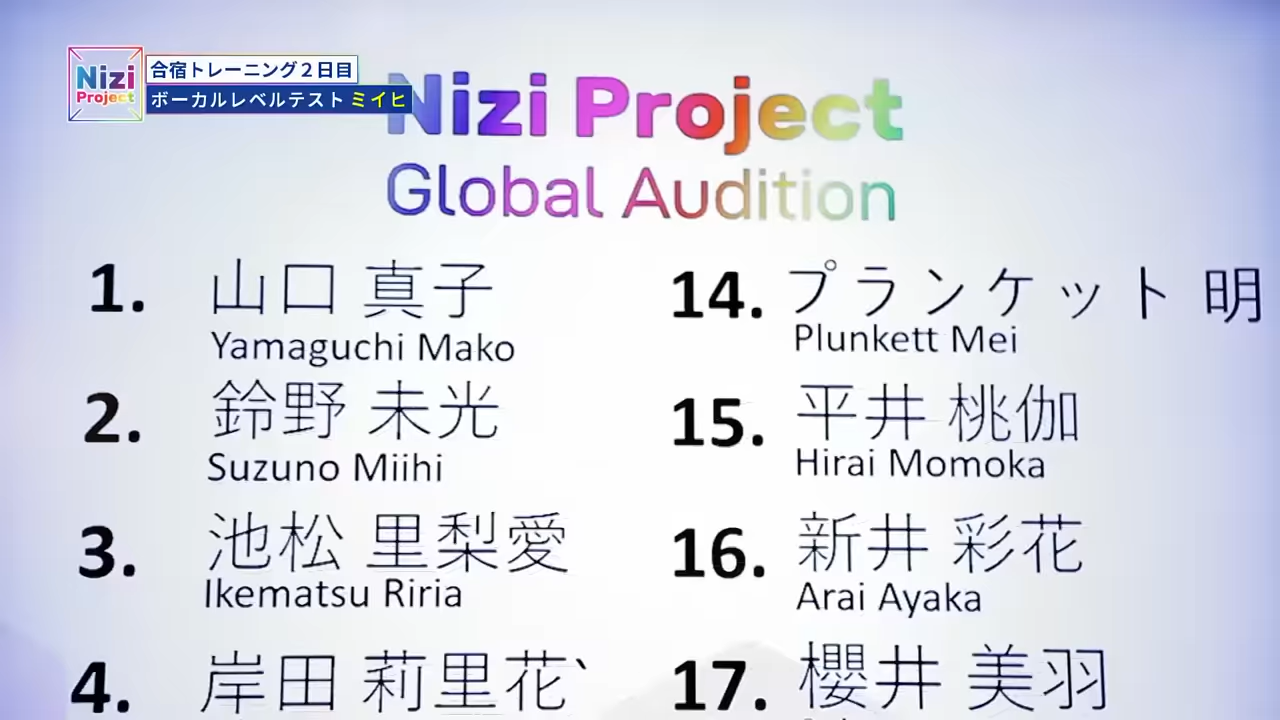 Nizi
Project
合宿トレーニング2日目
ボーカルレベルテスト ミイヒ
Nizi Project
Global Audition
1. 山口 真子
Yamaguchi Mako
2. 鈴野 未光
Suzuno Miihi
3. 池松 里梨愛
Ikematsu Riria
4. 岸田 莉里花
14. プランケット 明
Plunkett Mei
15. 平井 桃伽
Hirai Momoka
16. 新井 彩花
Arai Ayaka
17. 櫻井 美羽